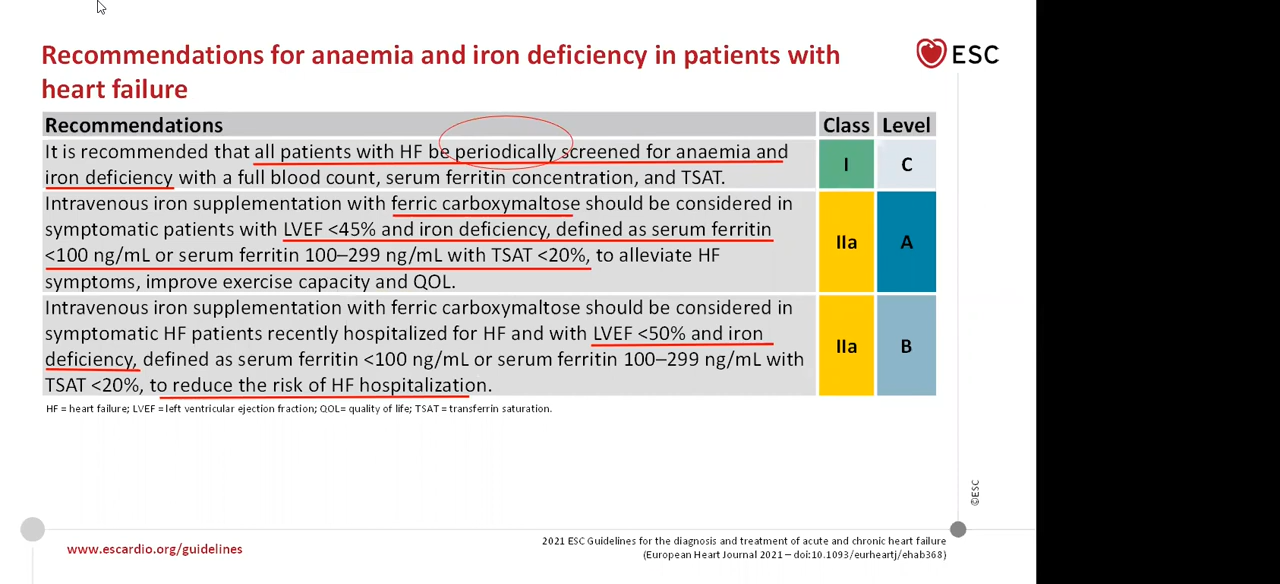 Recommendations for anaemia and iron deficiency in patients with
heart failure
ESC
Recommendations Class Level
It is recommended that all patients with HF be periodically screened for anaemia and
iron deficiency with a full blood count, serum ferritin concentration, and TSAT.
I C
Intravenous iron supplementation with ferric carboxymaltose should be considered in
symptomatic patients with LVEF <45% and iron deficiency, defined as serum ferritin
<100 ng/mL or serum ferritin 100–299 ng/mL with TSAT <20%, to alleviate HF
symptoms, improve exercise capacity and QOL.
IIa A
Intravenous iron supplementation with ferric carboxymaltose should be considered in
symptomatic HF patients recently hospitalized for HF and with LVEF <50% and iron
deficiency, defined as serum ferritin <100 ng/mL or serum ferritin 100–299 ng/mL with
TSAT <20%, to reduce the risk of HF hospitalization.
IIa B
HF = heart failure; LVEF = left ventricular ejection fraction; QOL= quality of life; TSAT = transferrin saturation.
©ESC
www.escardio.org/guidelines
2021 ESC Guidelines for the diagnosis and treatment of acute and chronic heart failure
(European Heart Journal 2021 – doi:10.1093/eurheartj/ehab368)